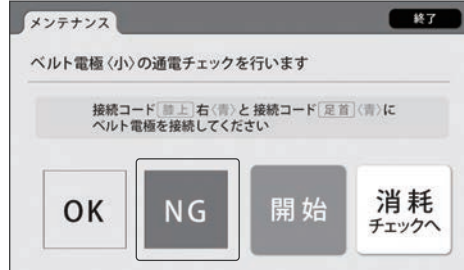 メンテナンス
終了
ベルト電極〈小〉の通電チェックを行います
接続コード 膝上 右〈青〉と接続コード 足首 〈青〉に
ベルト電極を接続してください
OK
NG
開始
消耗
チェックへ